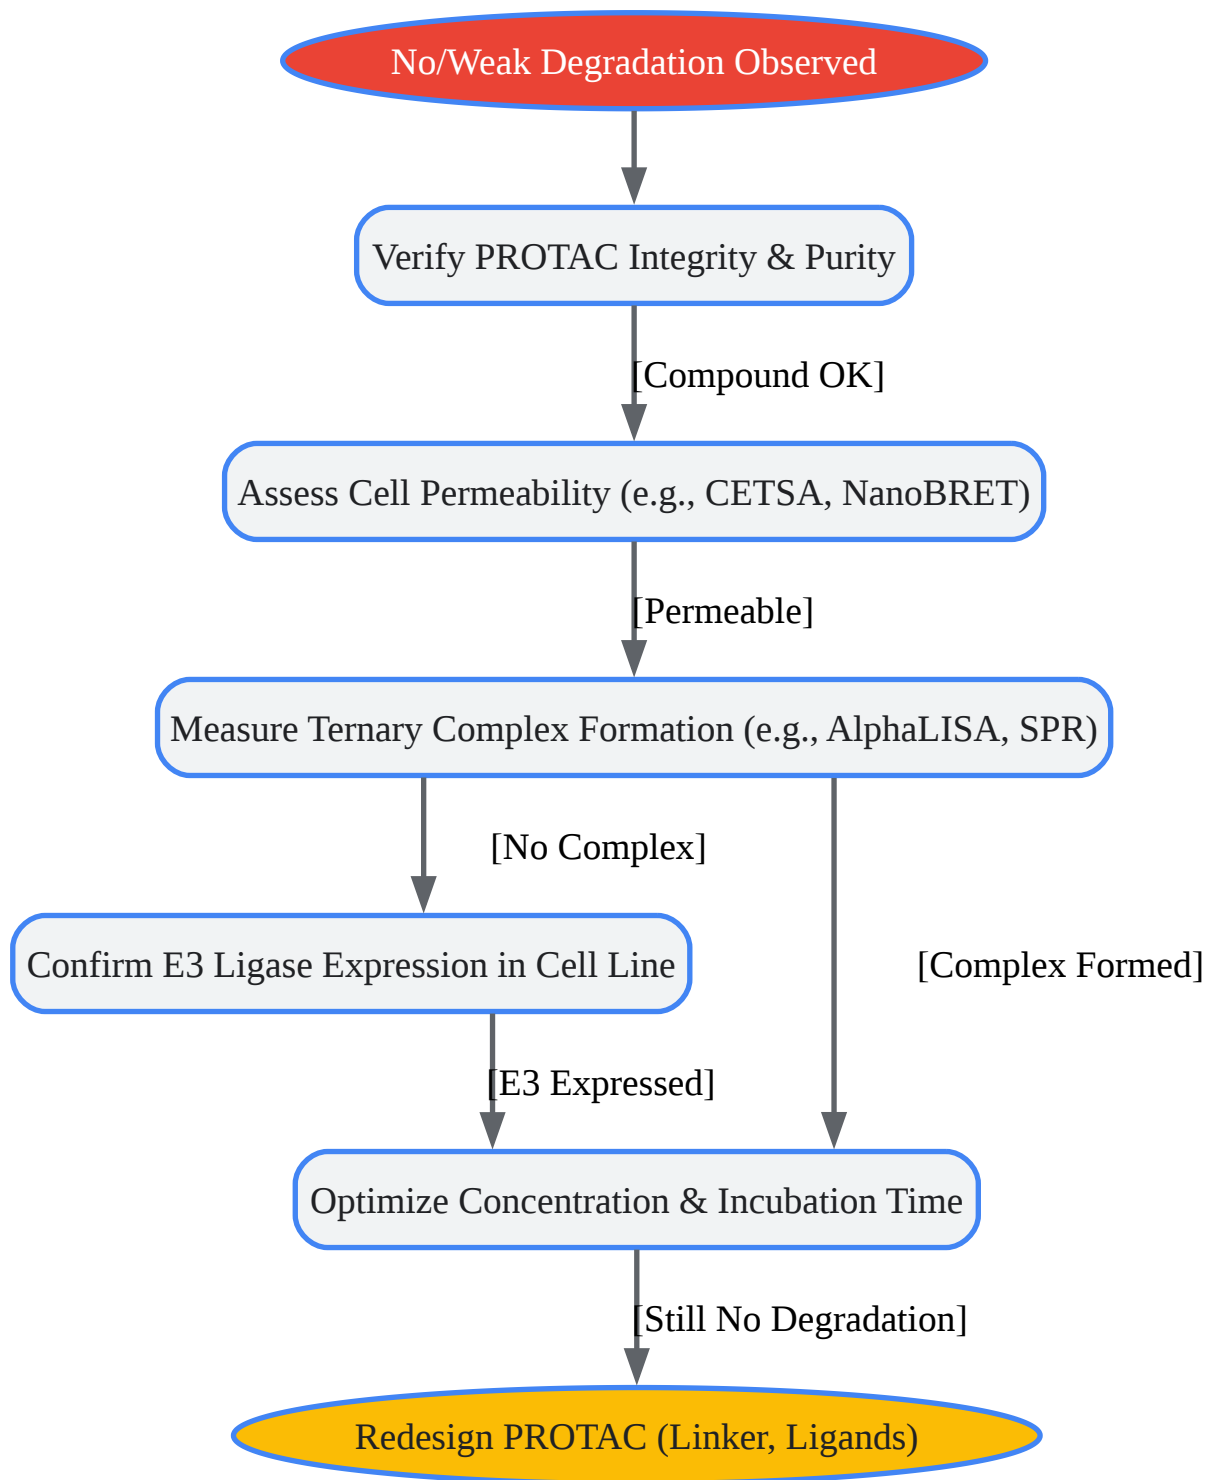 No/Weak Degradation Observed
Verify PROTAC Integrity & Purity
[Compound OK]
Assess Cell Permeability (e.g., CETSA, NanoBRET)
[Permeable]
Measure Ternary Complex Formation (e.g., AlphaLISA, SPR)
[No Complex]
Confirm E3 Ligase Expression in Cell Line
[Complex Formed]
[E3 Expressed]
Optimize Concentration & Incubation Time
[Still No Degradation]
Redesign PROTAC (Linker, Ligands)